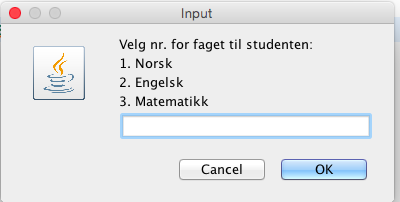 Input
Velg nr. for faget til studenten:
1. Norsk
2. Engelsk
3. Matematikk
Cancel OK